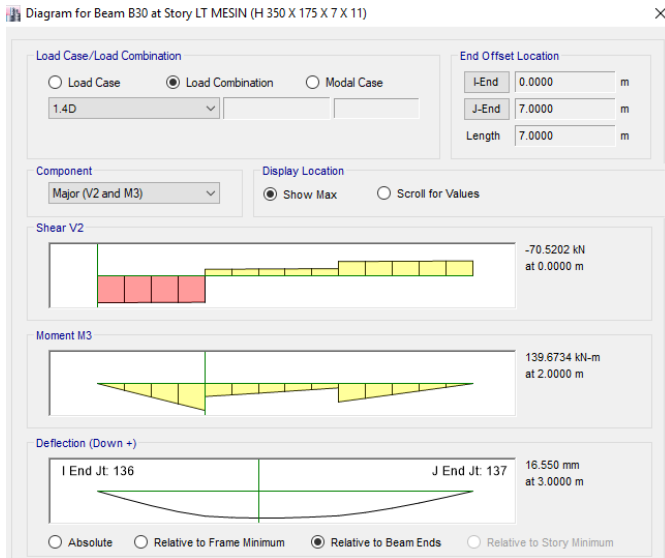 Diagram for Beam B30 at Story LT MESIN (H 350 X 175 X 7 X 11)
Load Case/Load Combination
Load Case Load Combination Modal Case
1.4D
End Offset Location
I-End 0.0000 m
J-End 7.0000 m
Length 7.0000 m
Component
Major (V2 and M3)
Display Location
Show Max Scroll for Values
Shear V2
-70.5202 kN
at 0.0000 m
Moment M3
139.6734 kN-m
at 2.0000 m
Deflection (Down +)
I End Jt: 136 J End Jt: 137
16.550 mm
at 3.0000 m
Absolute Relative to Frame Minimum Relative to Beam Ends Relative to Story Minimum